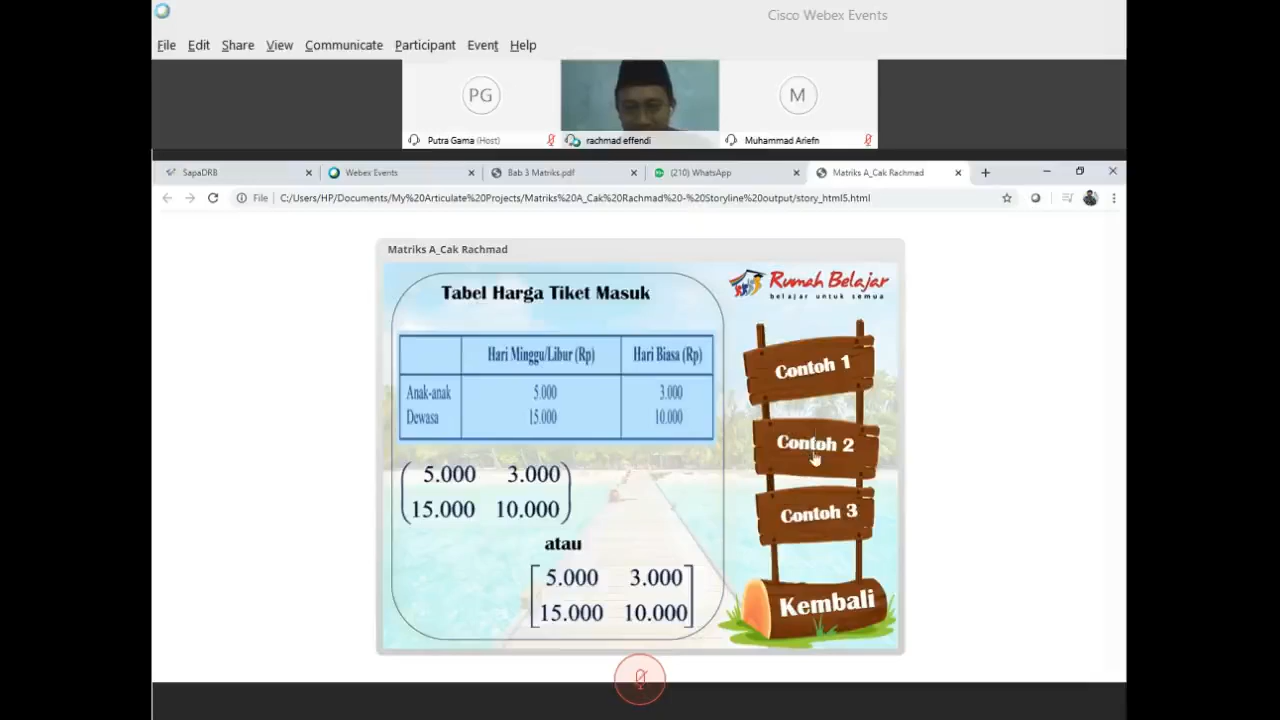 Cisco Webex Events
File Edit Share View Communicate Participant Event Help
PG
M
Putra Gama (Host)
rachmad effendi
Muhammad Ariefn
SapaDRB
Webex Events
Bab 3 Matriks.pdf
(210) WhatsApp
Matriks A_Cak Rachmad
File C:/Users/HP/Documents/My%20Articulate%20Projects/Matriks%20A_Cak%20Rachmad%20-%20Storyline%20output/story_html5.html
Matriks A_Cak Rachmad
Tabel Harga Tiket Masuk
Hari Minggu/Libur (Rp) Hari Biasa (Rp)
Anak-anak 5.000 3.000
Dewasa 15.000 10.000
5.000 3.000
15.000 10.000
atau
5.000 3.000
15.000 10.000
Rumah Belajar
belajar untuk semua
Contoh 1
Contoh 2
Contoh 3
Kembali